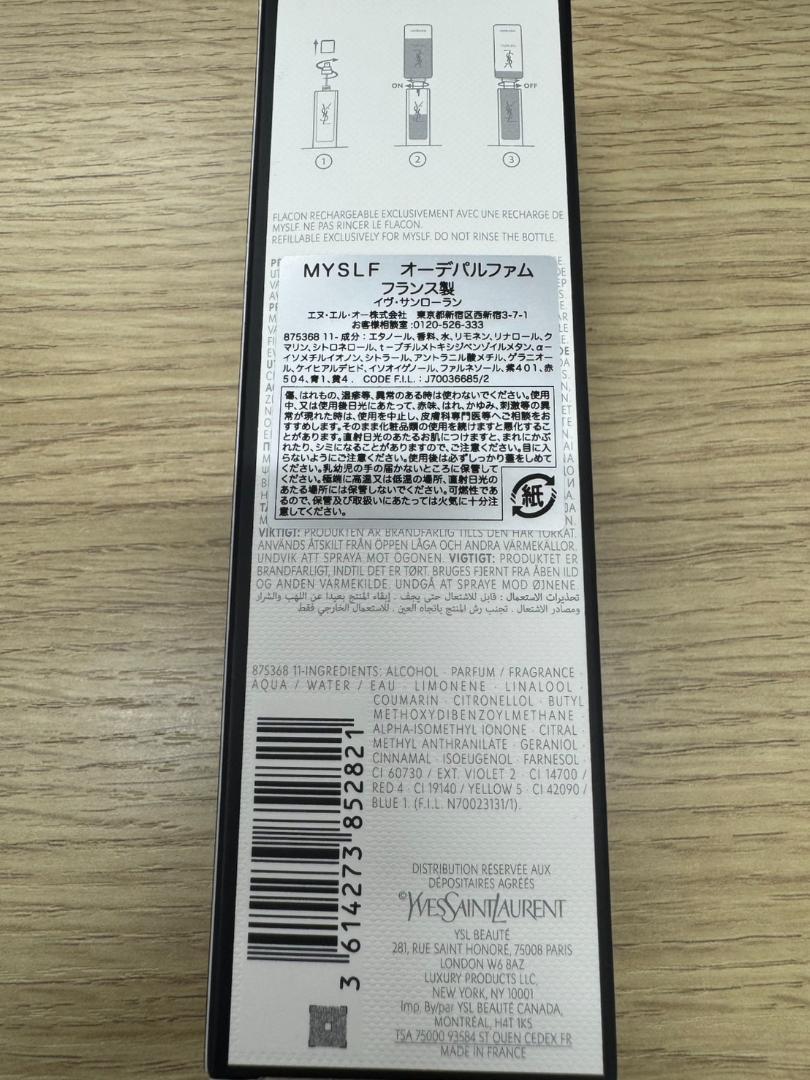 ON
OFF
1
2
3
FLACON RECHARGEABLE EXCLUSIVEMENT AVEC UNE RECHARGE DE
MYSLF. NE PAS RINCER LE FLACON.
REFILLABLE EXCLUSIVELY FOR MYSLF. DO NOT RINSE THE BOTTLE.
MYSLF オーデパルファム
フランス製
イヴ・サンローラン
エヌ・エル・オー株式会社 東京都新宿区西新宿3-7-1
お客様相談室:0120-526-333
875368 11- 成分：エタノール、香料、水、リモネン、リナロール、ク
マリン、シトロネロール、t－ブチルメトキシジベンゾイルメタン、α－
イソメチルイオノン、シトラール、アントラニル酸メチル、ゲラニオー
ル、ケイヒアルデヒド、イソオイゲノール、ファルネソール、紫401、赤
504、青1、黄4． CODE F.I.L.：J70036685/2
傷、はれもの、湿疹等、異常のある時は使わないでください。使用
中、又は使用後日光にあたって、赤味、はれ、かゆみ、刺激等の異
常が現れた時は、使用を中止し、皮膚科専門医等へご相談をお
すすめします。そのまま化粧品類の使用を続けますと悪化するこ
とがあります。直射日光のあたるお肌につけますと、まれにかぶ
れたり、シミになることがありますので、ご注意ください。目に入
らないようにご注意ください。使用後は必ずしっかり蓋をしめて
ください。乳幼児の手の届かないところに保管して
ください。極端に高温又は低温の場所、直射日光の
あたる場所には保管しないでください。可燃性であ
るので、保管及び取扱いにあたっては火気に十分注
意してください。
紙
VIKTIGT: PRODUKTEN ÄR BRANDFARLIG TILLS DEN HAR TORKAT.
ANVÄNDS ÅTSKILT FRÅN ÖPPEN LÅGA OCH ANDRA VÄRMEKÄLLOR.
UNDVIK ATT SPRAYA MOT ÖGONEN. VIGTIGT: PRODUKTET ER
BRANDFARLIGT, INDTIL DET ER TØRT. BRUGES FJERNT FRA ÅBEN ILD
OG ANDEN VARMEKILDE. UNDGÅ AT SPRAYE MOD ØJNENE.
تحذيرات الاستعمال : قابل للاشتعال حتى يجف . إبقاء المنتج بعيدا عن اللهب والشرار
ومصادر الاشتعال . تجنب رش المنتج باتجاه العين . للاستعمال الخارجي فقط
875368 11-INGREDIENTS: ALCOHOL · PARFUM / FRAGRANCE ·
AQUA / WATER / EAU · LIMONENE · LINALOOL ·
COUMARIN · CITRONELLOL · BUTYL
METHOXYDIBENZOYLMETHANE ·
ALPHA-ISOMETHYL IONONE · CITRAL ·
METHYL ANTHRANILATE · GERANIOL ·
CINNAMAL · ISOEUGENOL · FARNESOL ·
CI 60730 / EXT. VIOLET 2 · CI 14700 /
RED 4 · CI 19140 / YELLOW 5 · CI 42090 /
BLUE 1. (F.I.L. N70023131/1).
3 614273 852821
DISTRIBUTION RÉSERVÉE AUX
DÉPOSITAIRES AGRÉÉS
©YVESSAINTLAURENT
YSL BEAUTÉ
281, RUE SAINT HONORE, 75008 PARIS
LONDON W6 8AZ
LUXURY PRODUCTS LLC,
NEW YORK, NY 10001
Imp. By/par YSL BEAUTÉ CANADA,
MONTRÉAL, H4T 1K5
TSA 75000 93584 ST OUEN CEDEX FR
MADE IN FRANCE